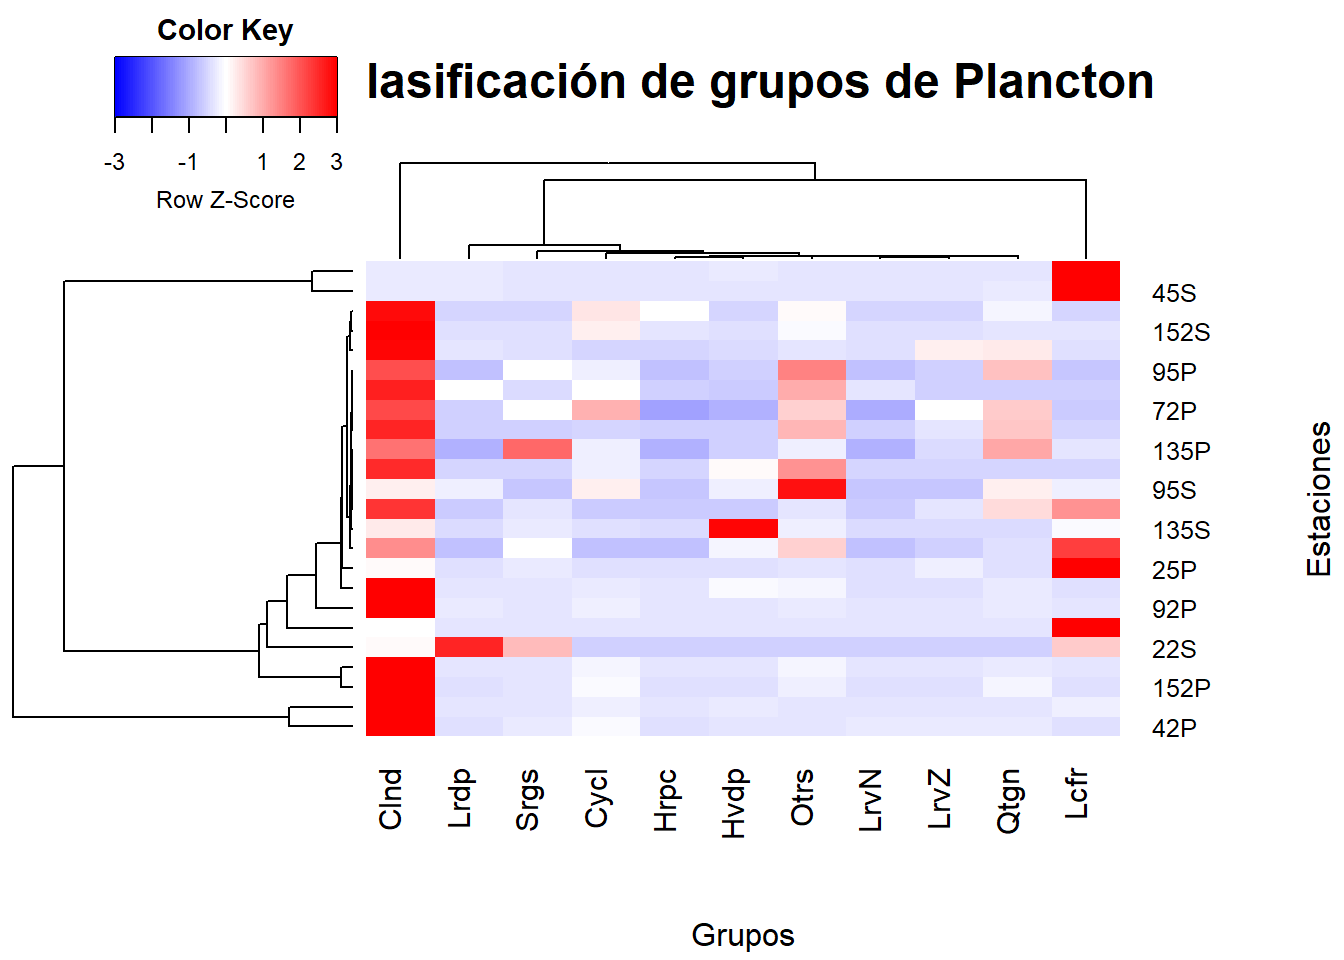 Color Key
lasificación de grupos de Plancton
-3 -1 1 2 3
Row Z-Score
45S
152S
95P
72P
135P
95S
135S
25P
92P
22S
152P
42P
Estaciones
Clnd Lrdp Srgs Cycl Hrpc Hvdp Otrs LrvN LrvZ Qtgn Lcfr
Grupos